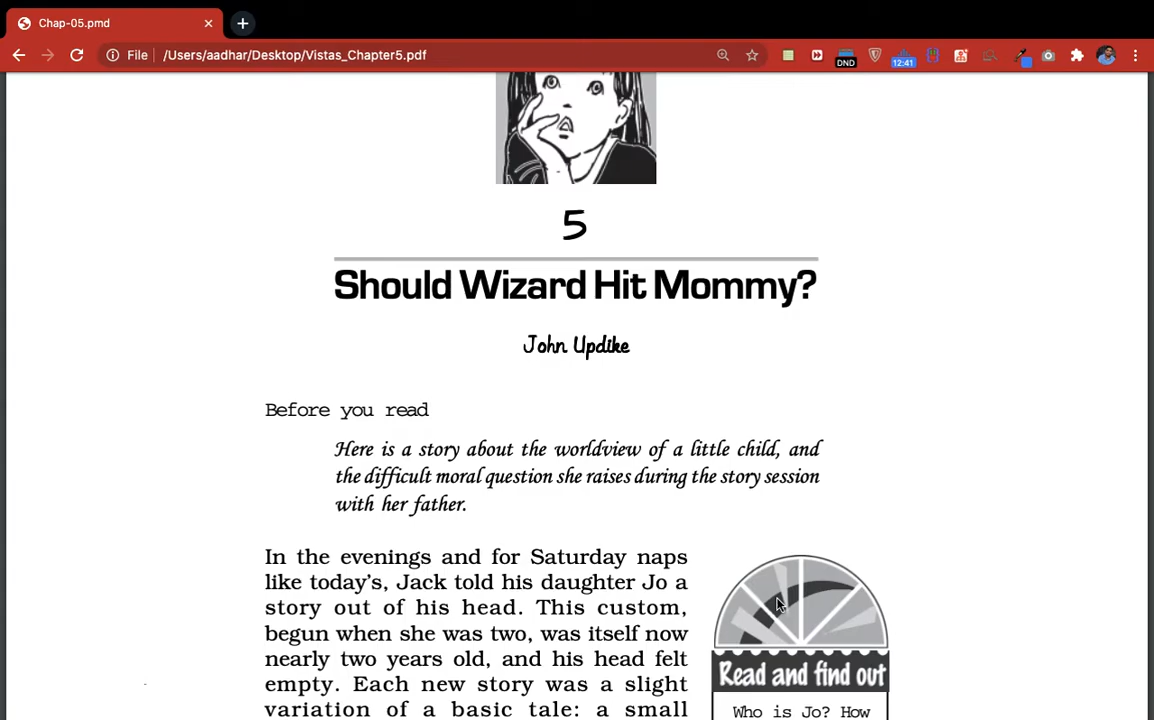 Chap-05.pmd
File /Users/aadhar/Desktop/Vistas_Chapter5.pdf
DND
12:41
5
Should Wizard Hit Mommy?
John Updike
Before you read
Here is a story about the worldview of a little child, and
the difficult moral question she raises during the story session
with her father.
In the evenings and for Saturday naps
like today's, Jack told his daughter Jo a
story out of his head. This custom,
begun when she was two, was itself now
nearly two years old, and his head felt
empty. Each new story was a slight
variation of a basic tale: a small
Read and find out
Who is Jo? How